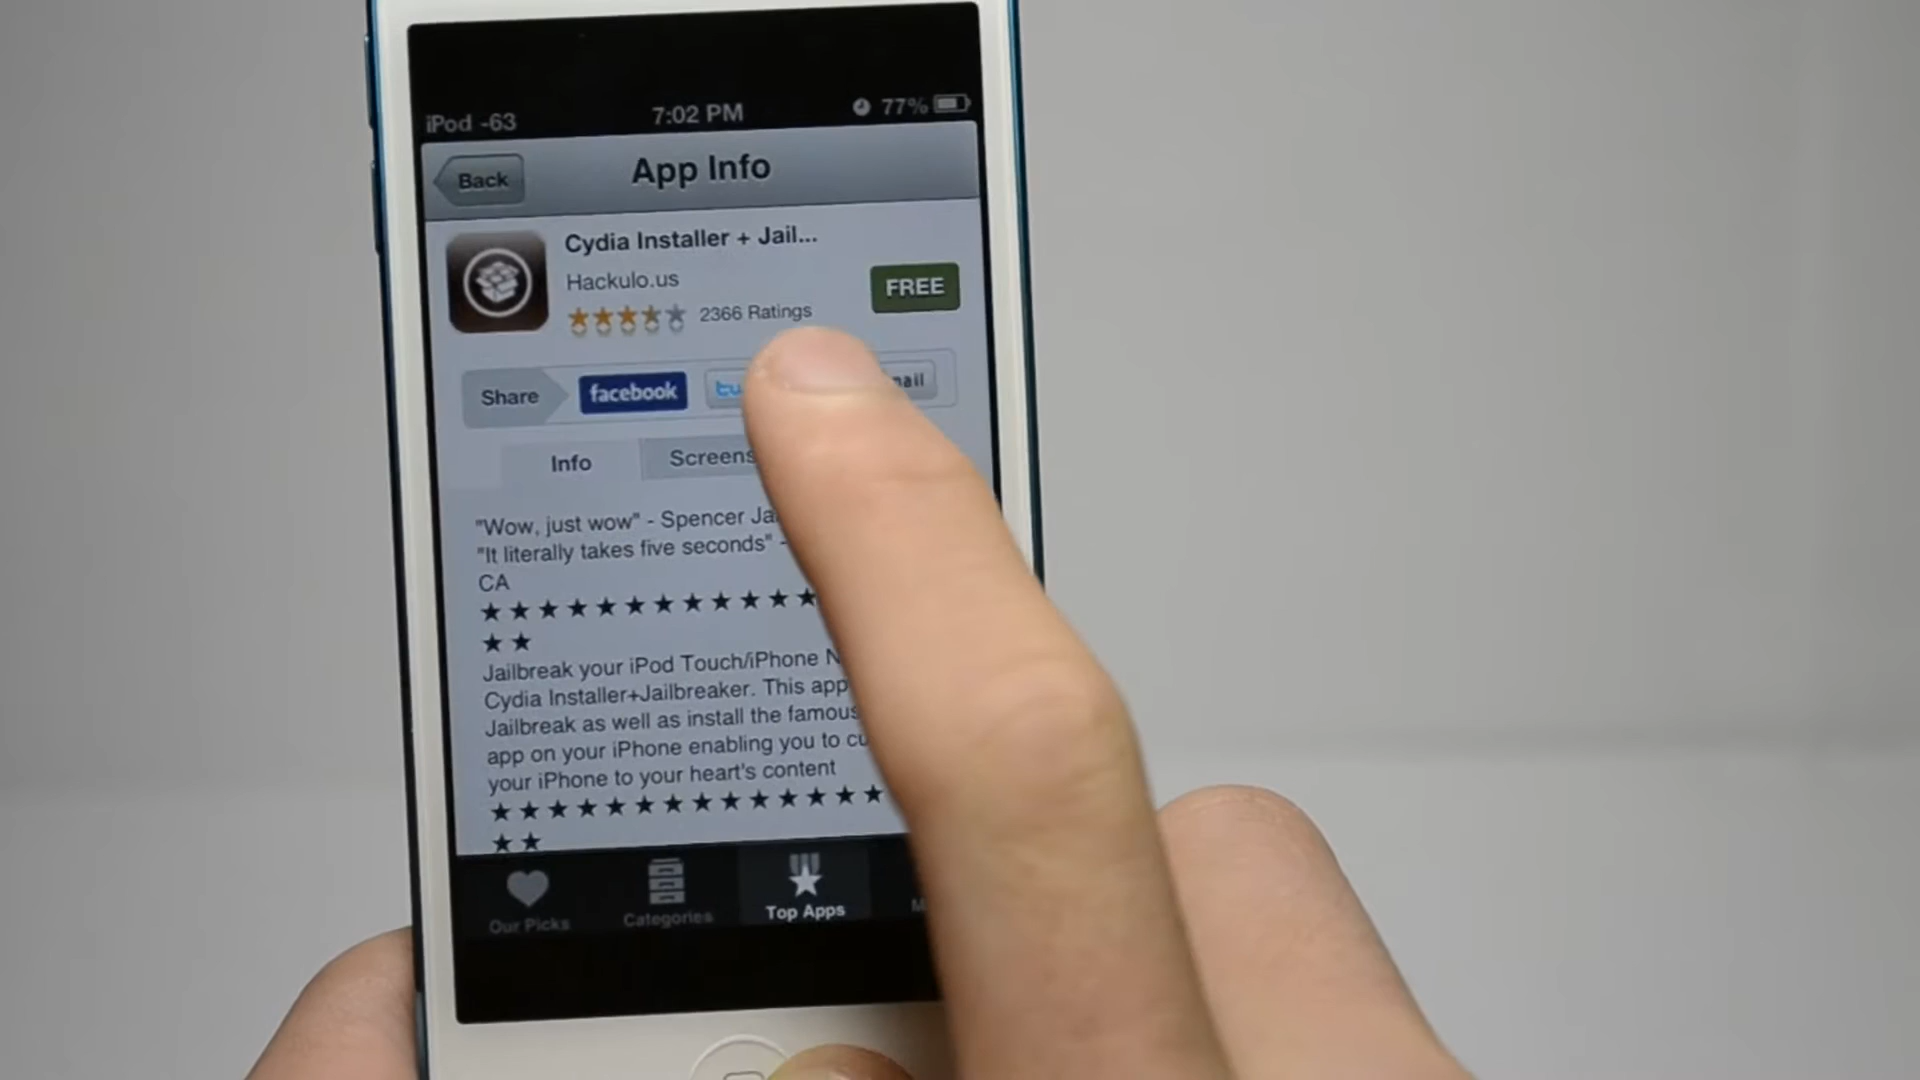 iPod -63 7:02 PM 77%
Back App Info
Cydia Installer + Jail...
Hackulo.us
2366 Ratings FREE
Share facebook tw ail
Info Screens
"Wow, just wow" - Spencer Ja
"It literally takes five seconds" -
CA
★★★★★★★★★★★★
★★
Jailbreak your iPod Touch/iPhone N
Cydia Installer+Jailbreaker. This app
Jailbreak as well as install the famous
app on your iPhone enabling you to cu
your iPhone to your heart's content
★★★★★★★★★★★★★★
★★
Our Picks Categories Top Apps M